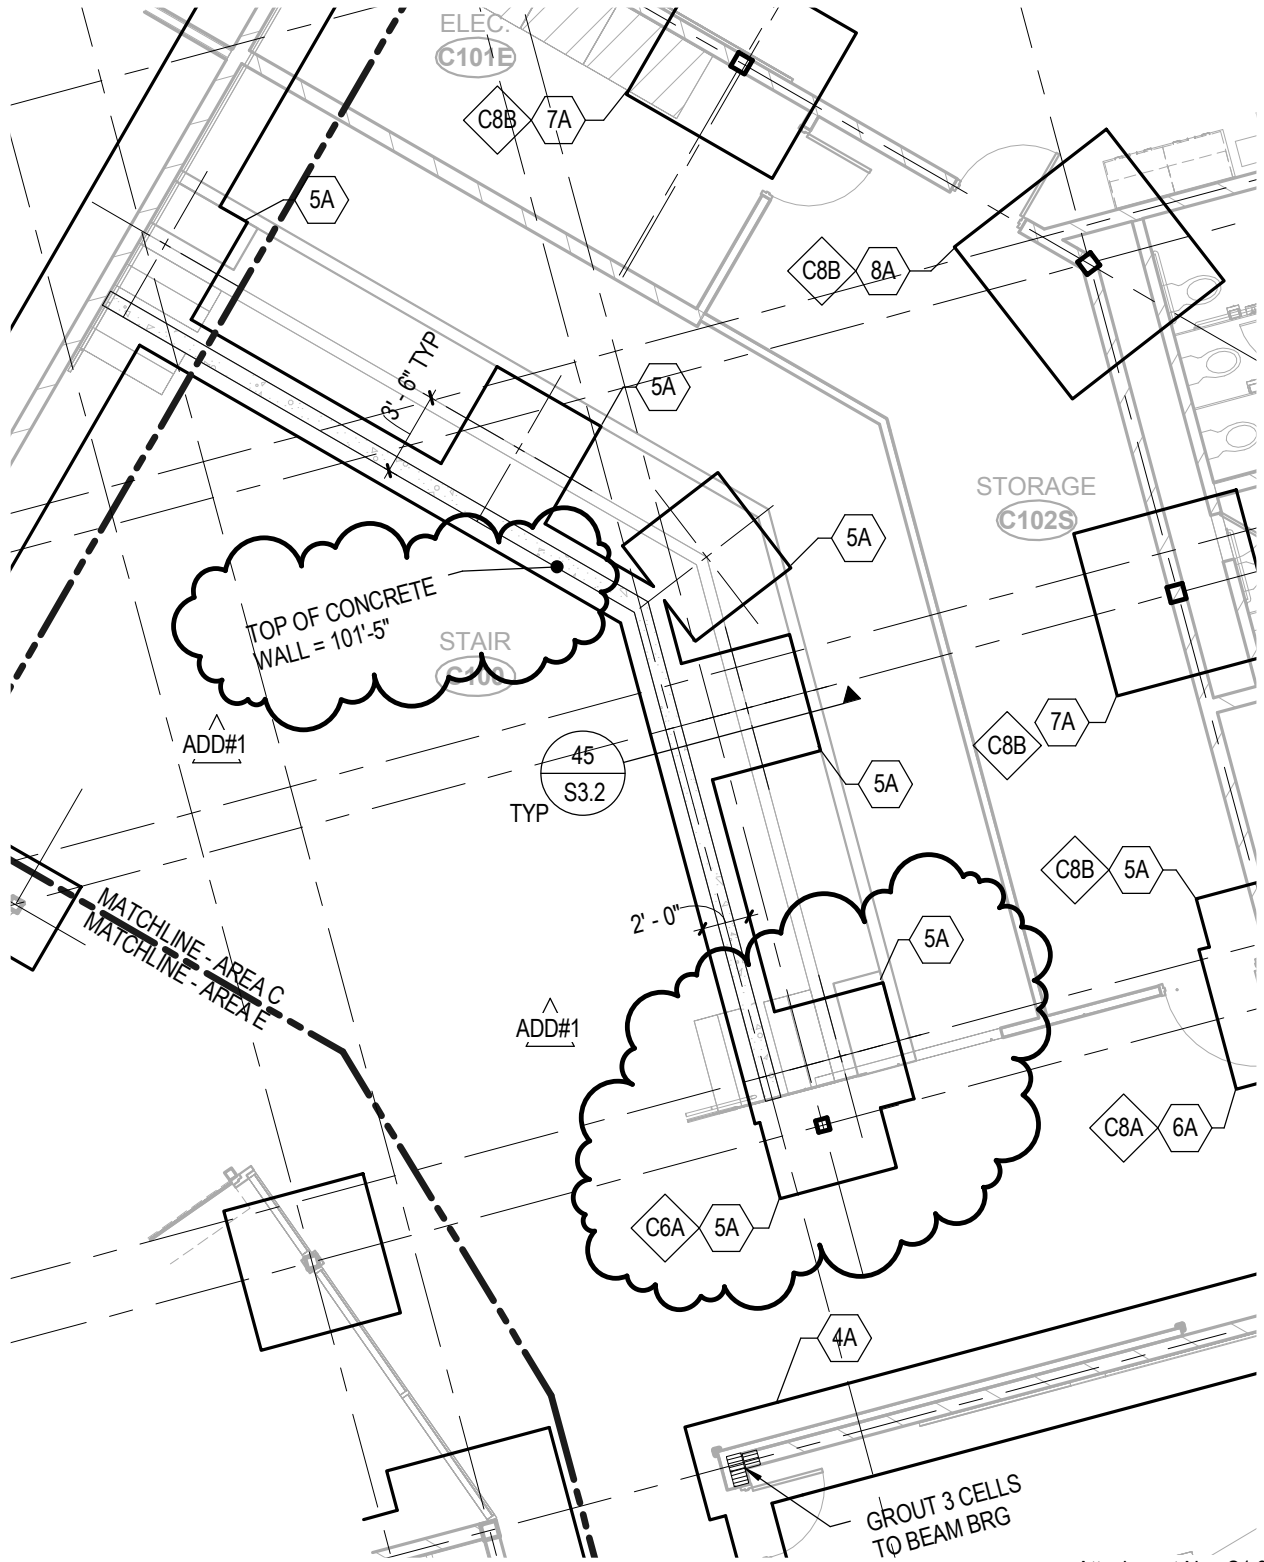 ELEC.
C101E
C8B
7A
5A
C8B
8A
3' - 6" TYP
5A
STORAGE
C102S
5A
TOP OF CONCRETE
WALL = 101'-5"
STAIR
C100
ADD#1
45
S3.2
TYP
5A
C8B
7A
C8B
5A
MATCHLINE - AREA C
MATCHLINE - AREA E
2' - 0"
5A
ADD#1
C8A
6A
C6A
5A
4A
GROUT 3 CELLS
TO BEAM BRG